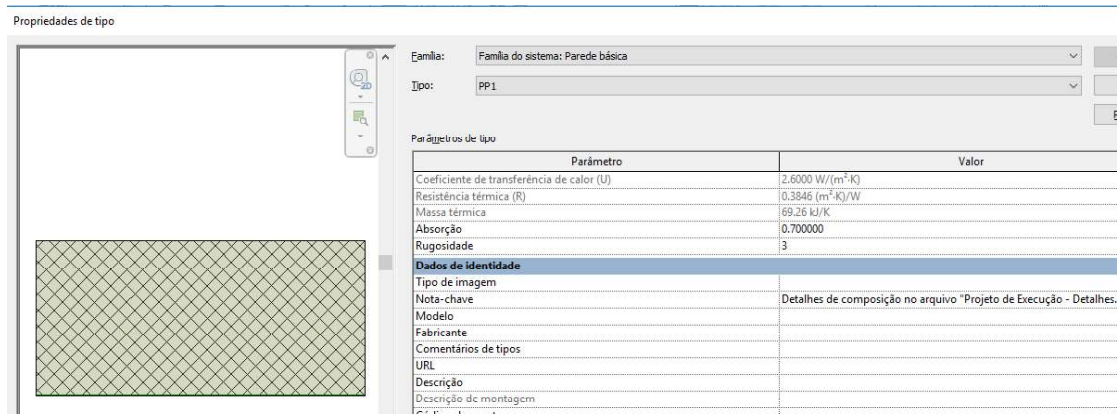 Propriedades de tipo
Família: Família do sistema: Parede básica
Tipo: PP1
Parâmetros de tipo
Parâmetro Valor
Coeficiente de transferência de calor (U) 2.6000 W/(m²·K)
Resistência térmica (R) 0.3846 (m²·K)/W
Massa térmica 69.26 kJ/K
Absorção 0.700000
Rugosidade 3
Dados de identidade
Tipo de imagem
Nota-chave Detalhes de composição no arquivo "Projeto de Execução - Detalhes.
Modelo
Fabricante
Comentários de tipos
URL
Descrição
Descrição de montagem